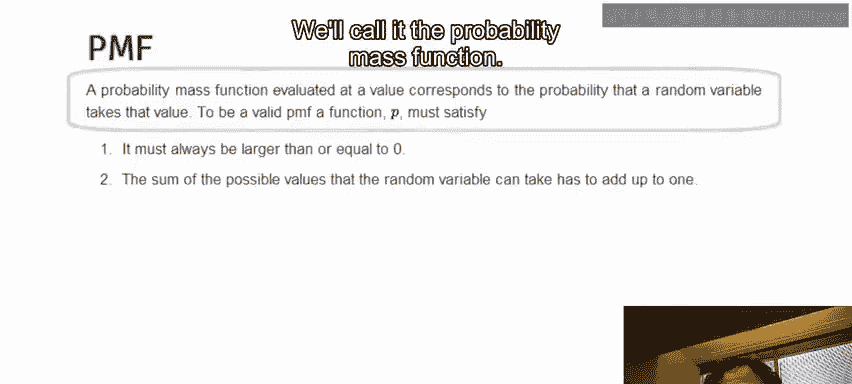 We'll call it the probability
mass function.
PMF
A probability mass function evaluated at a value corresponds to the probability that a random variable
takes that value. To be a valid pmf a function, p, must satisfy
1. It must always be larger than or equal to 0.
2. The sum of the possible values that the random variable can take has to add up to one.